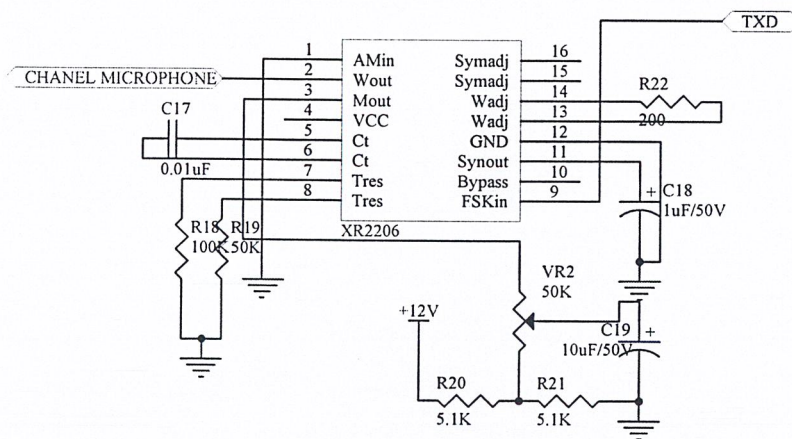 TXD
1 AMin Symadj 16
CHANEL MICROPHONE 2 Wout Symadj 15
3 Mout Wadj 14 R22
4 VCC Wadj 13 200
C17 5 Ct GND 12
0.01uF 6 Ct Synout 11
7 Tres Bypass 10
8 Tres FSKin 9
C18 +
1uF/50V
R18 R19
100K 50K
XR2206
VR2
50K
+12V
C19 +
10uF/50V
R20 R21
5.1K 5.1K